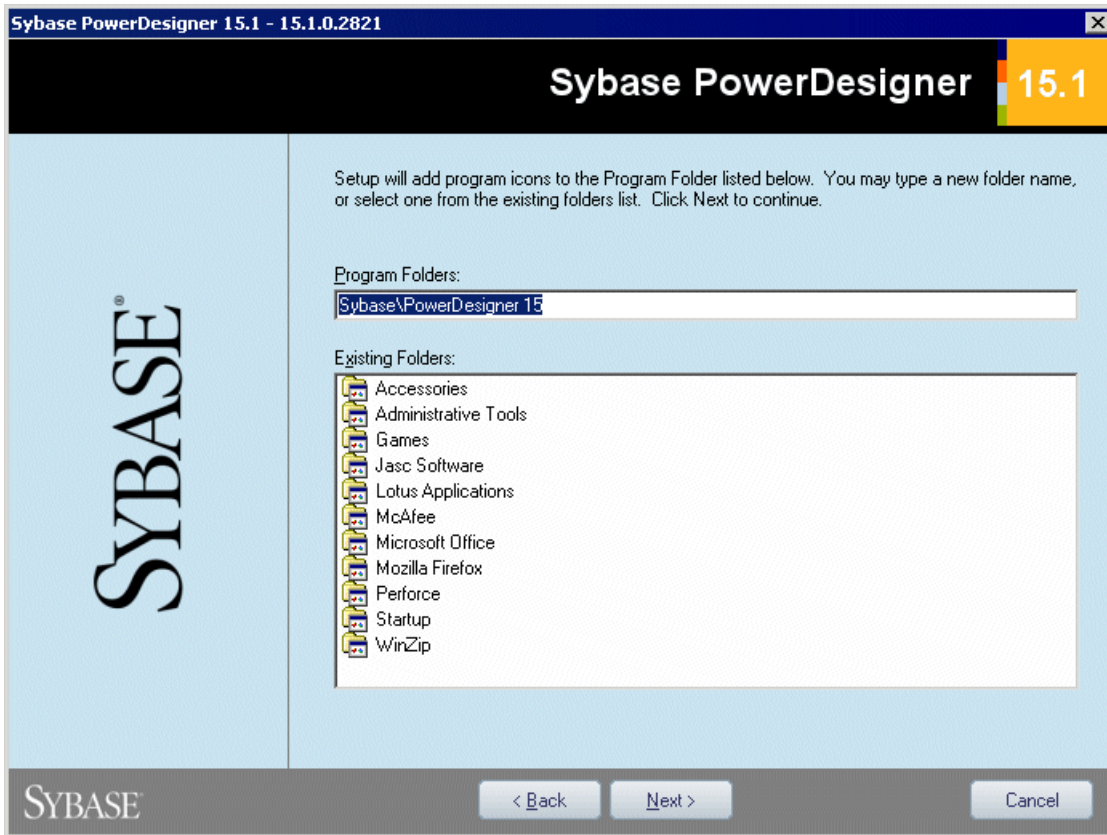 Sybase PowerDesigner 15.1 - 15.1.0.2821
Sybase PowerDesigner 15.1
Setup will add program icons to the Program Folder listed below. You may type a new folder name,
or select one from the existing folders list. Click Next to continue.
Program Folders:
Sybase\PowerDesigner 15
Existing Folders:
Accessories
Administrative Tools
Games
Jasc Software
Lotus Applications
McAfee
Microsoft Office
Mozilla Firefox
Perforce
Startup
WinZip
SYBASE®
SYBASE
< Back
Next >
Cancel